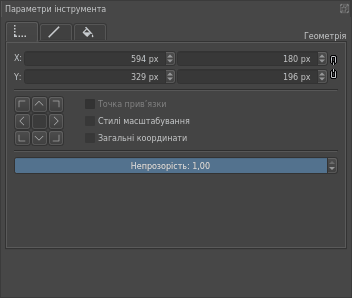 Параметри інструмента
Геометрія
X: 594 px 180 px
Y: 329 px 196 px
Точка прив'язки
Стилі масштабування
Загальні координати
Непрозорість: 1,00